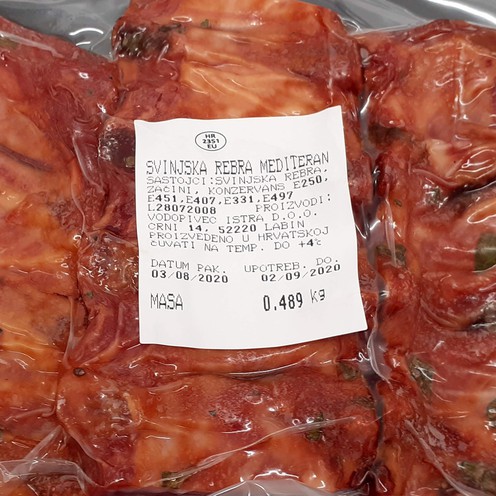 HR
2351
EU
SVINJSKA REBRA MEDITERAN
SASTOJCI:SVINJSKA REBRA,
ZAČINI, KONZERVANS E250,
E451,E407,E331,E497
L28072008 PROIZVODI:
VODOPIVEC ISTRA D.O.O.
CRNI 14, 52220 LABIN
PROIZVEDENO U HRVATSKOJ
ČUVATI NA TEMP. DO +4°C
DATUM PAK. UPOTREB. DO.
03/08/2020 02/09/2020
MASA 0.489 kg